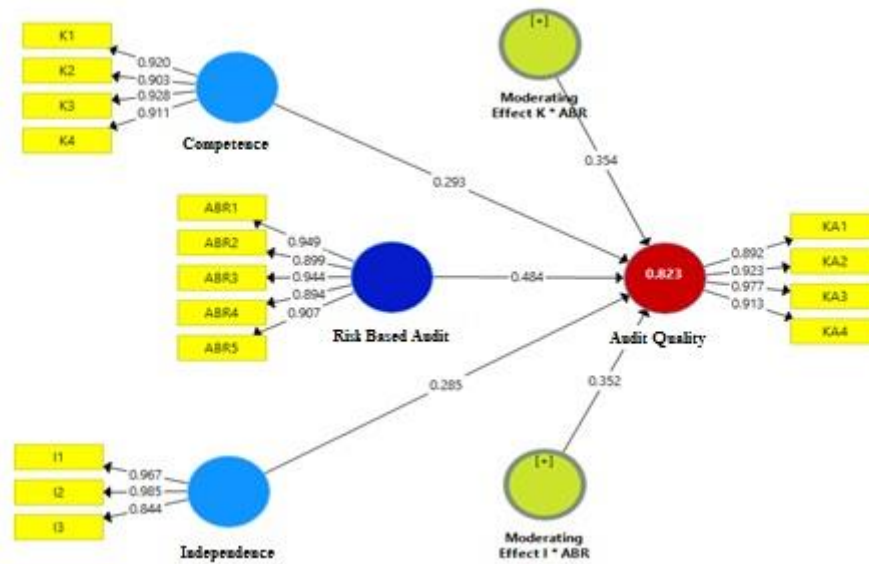 K1
0.920
K2
0.903
K3
0.928
K4
0.911
Competence
[+]
Moderating
Effect K * ABR
0.354
0.293
ABR1
0.949
ABR2
0.899
ABR3
0.944
ABR4
0.894
ABR5
0.907
Risk Based Audit
0.484
0.823
Audit Quality
KA1
0.892
KA2
0.923
KA3
0.977
KA4
0.913
0.285
0.352
I1
0.967
I2
0.985
I3
0.844
Independence
[+]
Moderating
Effect I * ABR